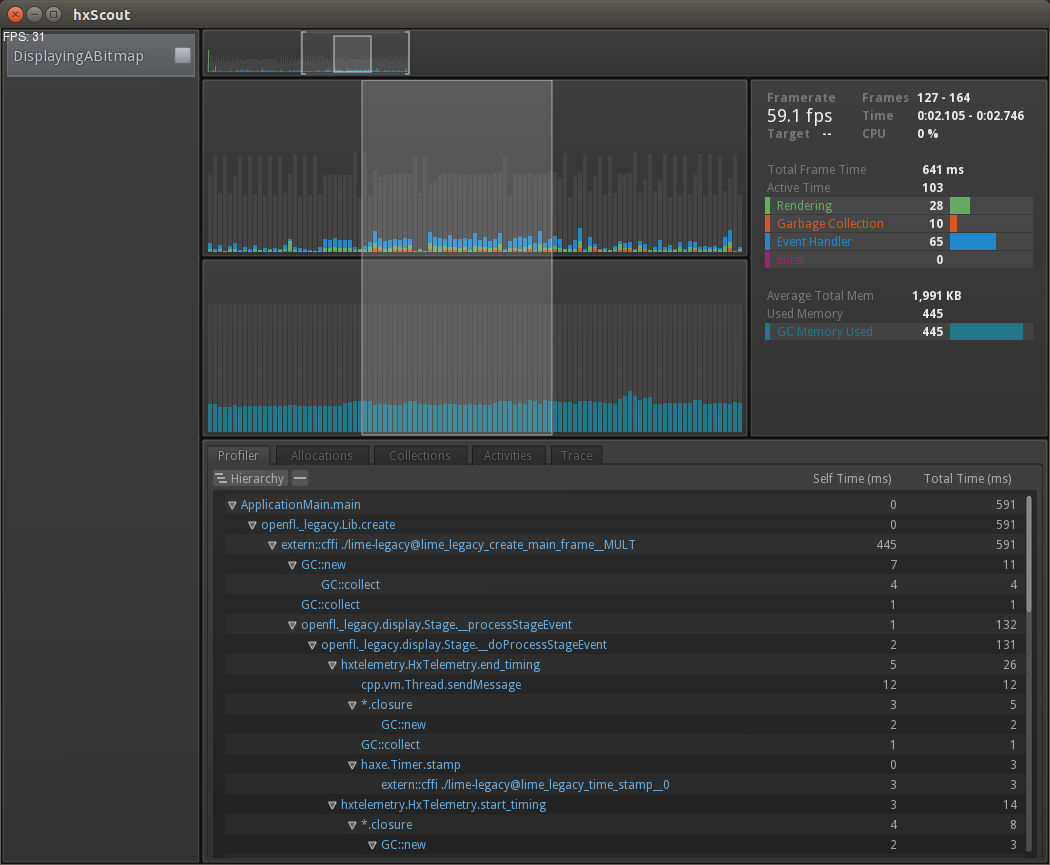 hxScout
FPS: 31
DisplayingABitmap
Framerate Frames 127 - 164
59.1 fps Time 0:02.105 - 0:02.746
Target -- CPU 0 %
Total Frame Time 641 ms
Active Time 103
Rendering 28
Garbage Collection 10
Event Handler 65
enter 0
Average Total Mem 1,991 KB
Used Memory 445
GC Memory Used 445
Profiler Allocations Collections Activities Trace
Hierarchy Self Time (ms) Total Time (ms)
ApplicationMain.main 0 591
openfl._legacy.Lib.create 0 591
extern::cffi ./lime-legacy@lime_legacy_create_main_frame__MULT 445 591
GC::new 7 11
GC::collect 4 4
GC::collect 1 1
openfl._legacy.display.Stage.__processStageEvent 1 132
openfl._legacy.display.Stage.__doProcessStageEvent 2 131
hxtelemetry.HxTelemetry.end_timing 5 26
cpp.vm.Thread.sendMessage 12 12
*.closure 3 5
GC::new 2 2
GC::collect 1 1
haxe.Timer.stamp 0 3
extern::cffi ./lime-legacy@lime_legacy_time_stamp__0 3 3
hxtelemetry.HxTelemetry.start_timing 3 14
*.closure 4 8
GC::new 2 3